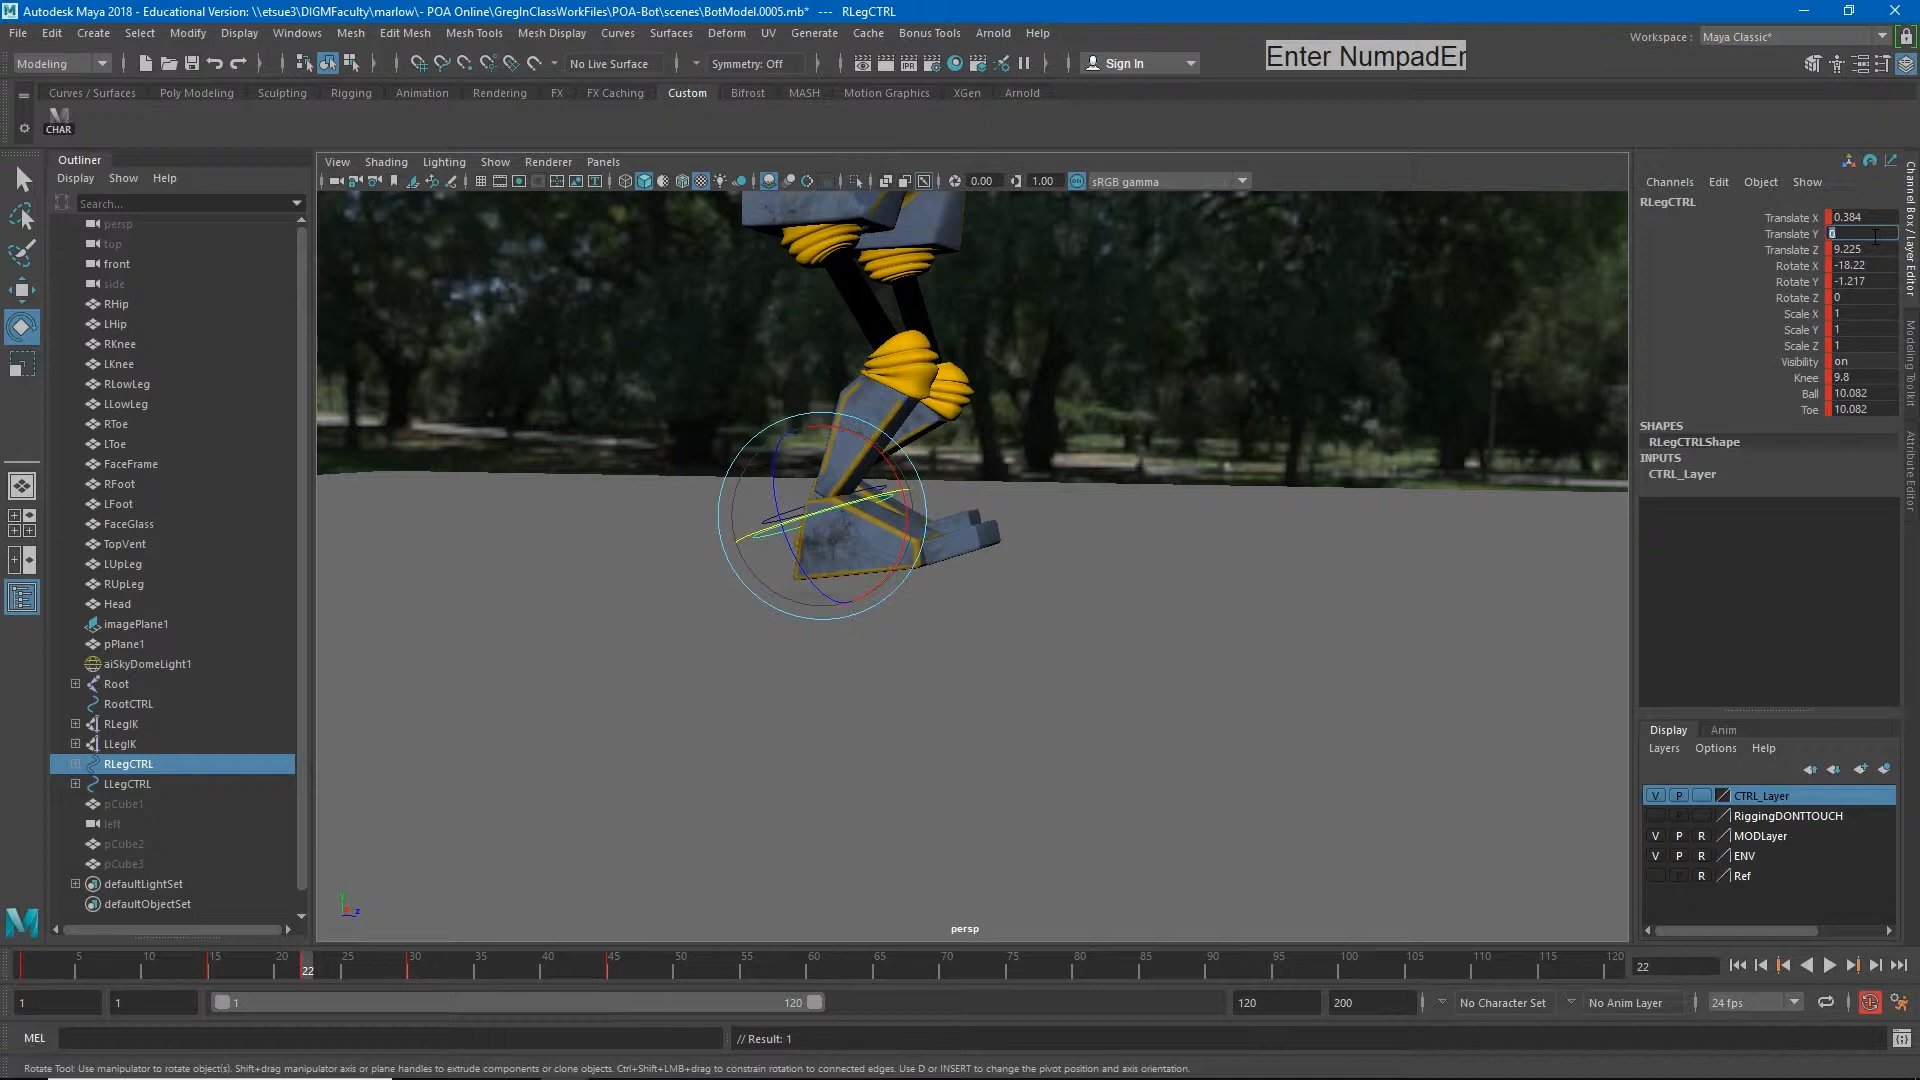 Autodesk Maya 2018 - Educational Version: \\etsue3\DIGMFaculty\marlow\- POA Online\GregInClassWorkFiles\POA-Bot\scenes\BotModel.0005.mb* --- RLegCTRL
File Edit Create Select Modify Display Windows Mesh Edit Mesh Mesh Tools Mesh Display Curves Surfaces Deform UV Generate Cache Bonus Tools Arnold Help
Workspace : Maya Classic*
Enter NumpadEr
Modeling No Live Surface Symmetry: Off Sign In
Curves / Surfaces Poly Modeling Sculpting Rigging Animation Rendering FX FX Caching Custom Bifrost MASH Motion Graphics XGen Arnold
CHAR
Outliner
Display Show Help
Search...
persp
top
front
side
RHip
LHip
RKnee
LKnee
RLowLeg
LLowLeg
RToe
LToe
FaceFrame
RFoot
LFoot
FaceGlass
TopVent
LUpLeg
RUpLeg
Head
imagePlane1
pPlane1
aiSkyDomeLight1
Root
RootCTRL
RLegIK
LLegIK
RLegCTRL
LLegCTRL
pCube1
left
pCube2
pCube3
defaultLightSet
defaultObjectSet
View Shading Lighting Show Renderer Panels
0.00 1.00 sRGB gamma
persp
Channels Edit Object Show
RLegCTRL
Translate X 0.384
Translate Y 0
Translate Z 9.225
Rotate X -18.22
Rotate Y -1.217
Rotate Z 0
Scale X 1
Scale Y 1
Scale Z 1
Visibility on
Knee 9.8
Ball 10.082
Toe 10.082
SHAPES
RLegCTRLShape
INPUTS
CTRL_Layer
Channel Box / Layer Editor
Modeling Toolkit
Attribute Editor
Display Anim
Layers Options Help
V P CTRL_Layer
RiggingDONTTOUCH
V P R MODLayer
V P R ENV
R Ref
5 10 15 20 22 25 30 35 40 45 50 55 60 65 70 75 80 85 90 95 100 105 110 115 120
22
1 1 1 120 120 200 No Character Set No Anim Layer 24 fps
MEL // Result: 1
Rotate Tool: Use manipulator to rotate object(s). Shift+drag manipulator axis or plane handles to extrude components or clone objects. Ctrl+Shift+LMB+drag to constrain rotation to connected edges. Use D or INSERT to change the pivot position and axis orientation.